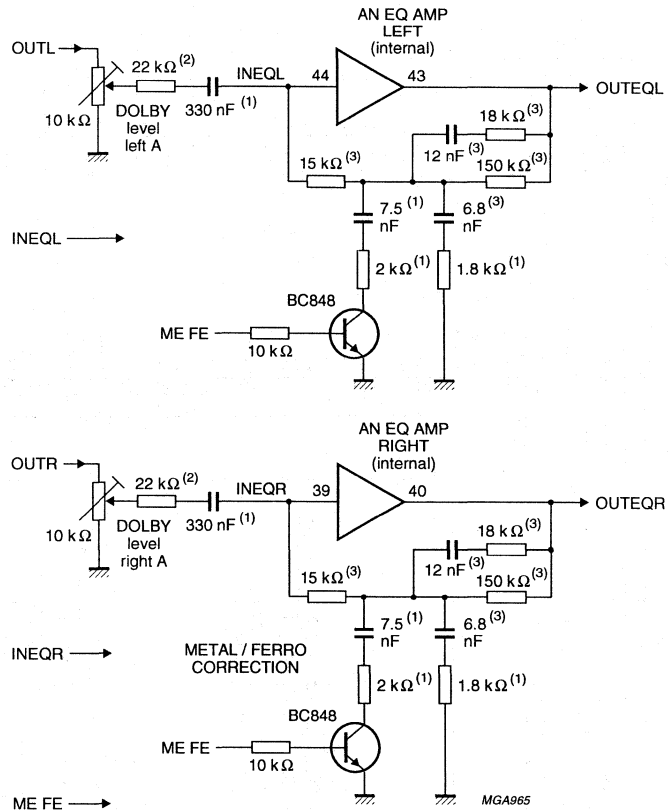 AN EQ AMP
LEFT
(internal)
OUTL
22 kΩ(2)
INEQL
44
43
OUTEQL
10 kΩ
DOLBY
level
left A
330 nF(1)
18 kΩ(3)
12 nF(3)
15 kΩ(3)
150 kΩ(3)
7.5(1)
nF
6.8(3)
nF
INEQL
2 kΩ(1)
1.8 kΩ(1)
BC848
ME FE
10 kΩ
AN EQ AMP
RIGHT
(internal)
OUTR
22 kΩ(2)
INEQR
39
40
OUTEQR
10 kΩ
DOLBY
level
right A
330 nF(1)
18 kΩ(3)
12 nF(3)
15 kΩ(3)
150 kΩ(3)
7.5(1)
nF
6.8(3)
nF
INEQR
METAL / FERRO
CORRECTION
2 kΩ(1)
1.8 kΩ(1)
BC848
ME FE
10 kΩ
ME FE
MGA965